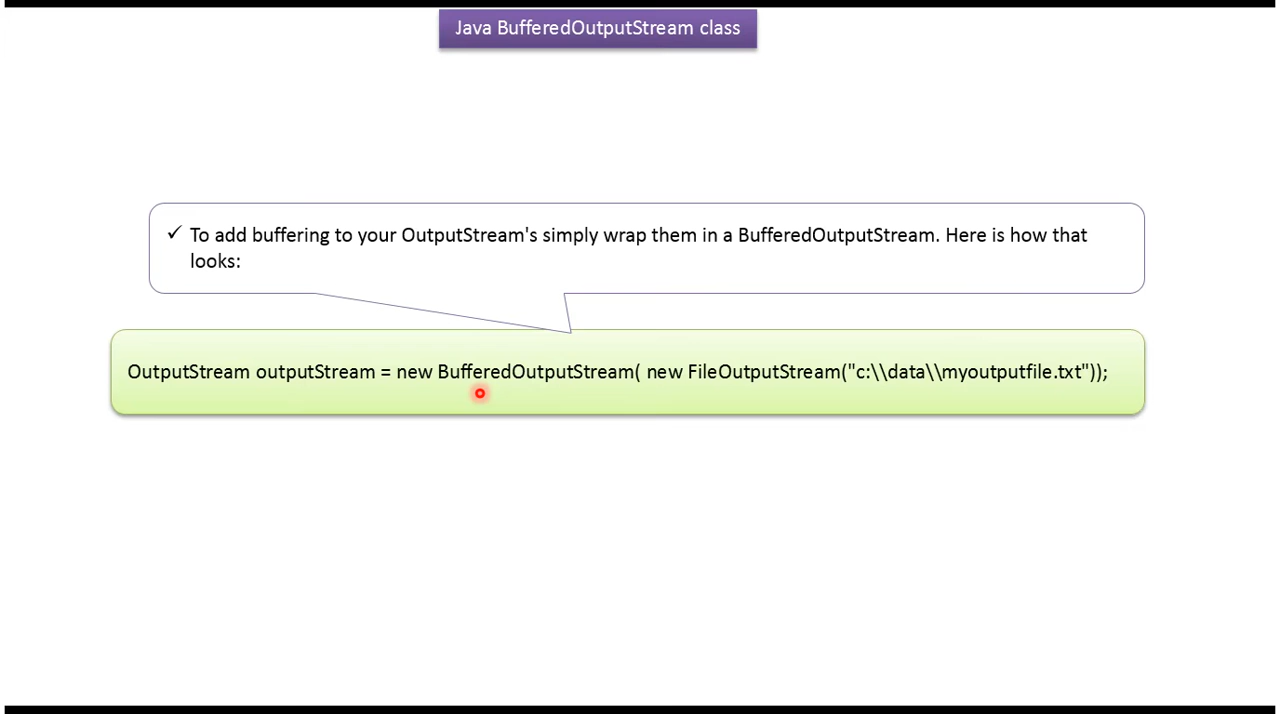 Java BufferedOutputStream class
✓ To add buffering to your OutputStream's simply wrap them in a BufferedOutputStream. Here is how that
looks:
OutputStream outputStream = new BufferedOutputStream( new FileOutputStream("c:\\data\\myoutputfile.txt"));